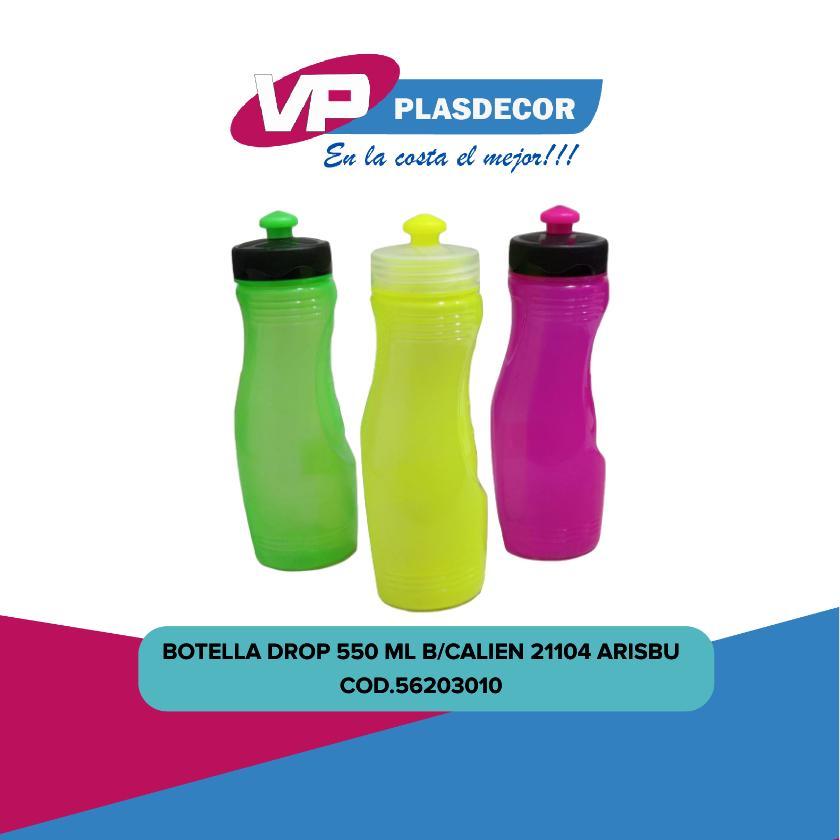 VP PLASDECOR
En la costa el mejor!!!
BOTELLA DROP 550 ML B/CALIEN 21104 ARISBU
COD.56203010